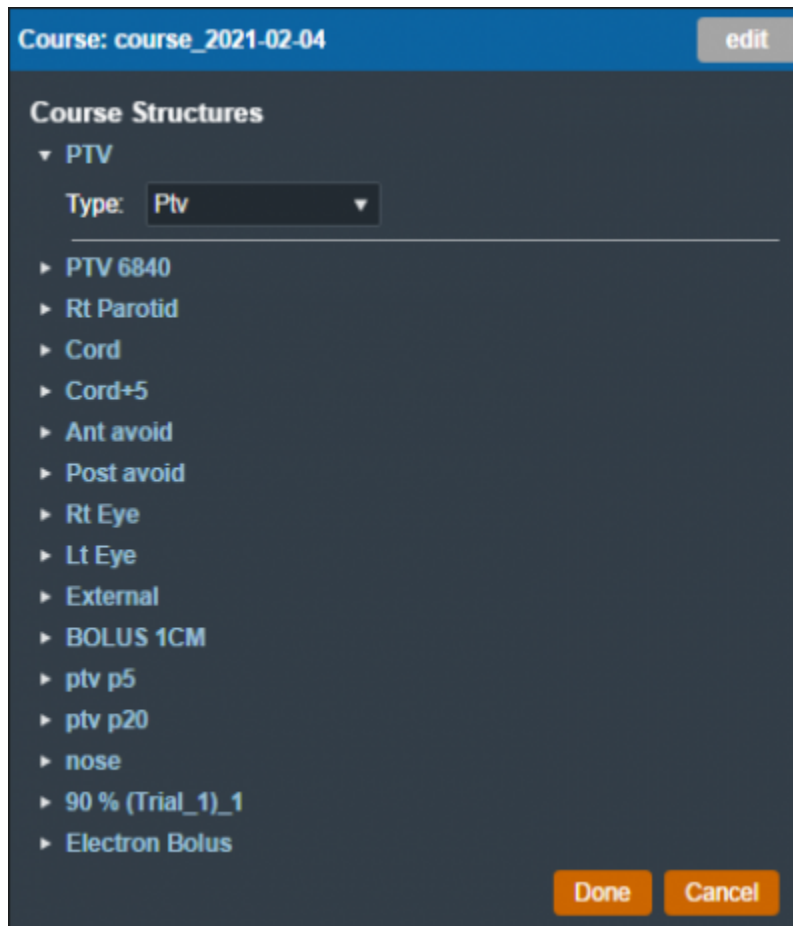 Course: course_2021-02-04 edit
Course Structures
PTV
Type: Ptv
PTV 6840
Rt Parotid
Cord
Cord+5
Ant avoid
Post avoid
Rt Eye
Lt Eye
External
BOLUS 1CM
ptv p5
ptv p20
nose
90 % (Trial_1)_1
Electron Bolus
Done Cancel